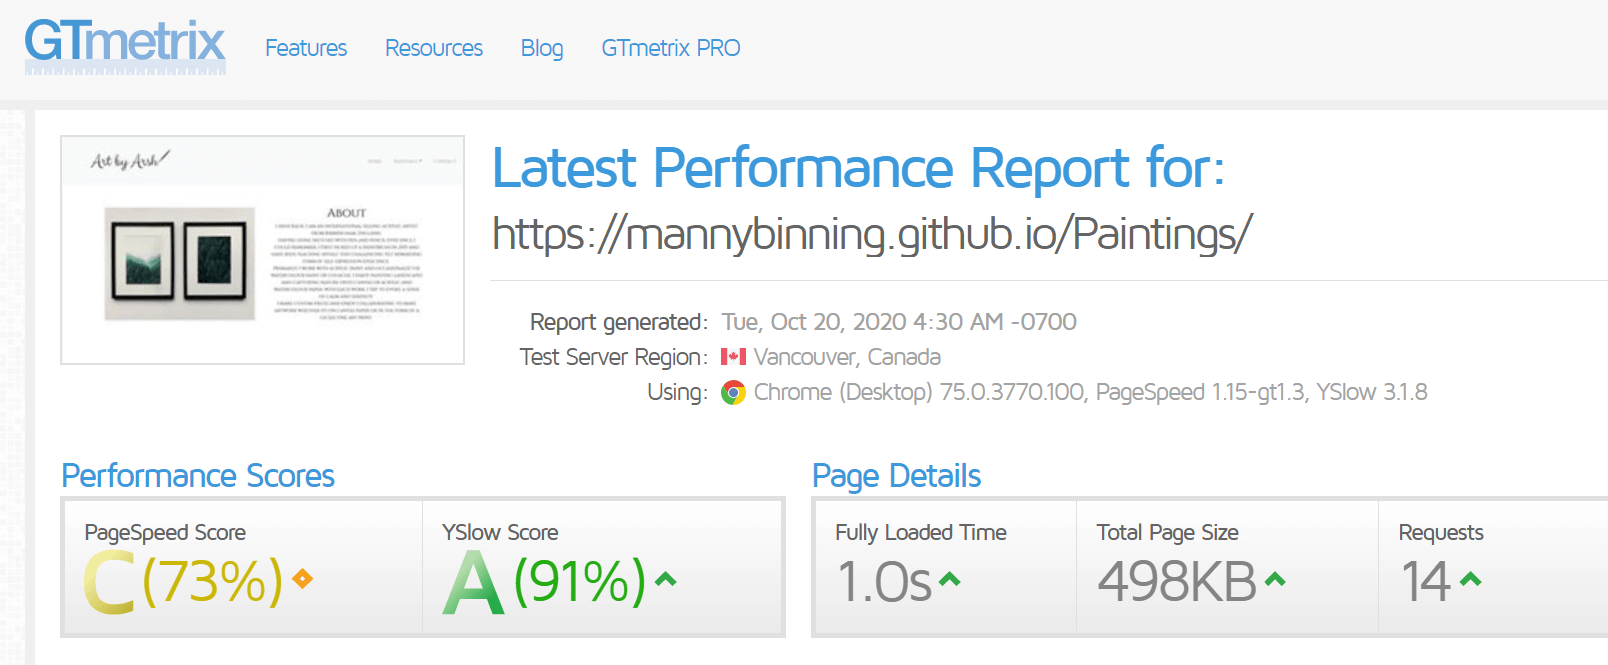 GTmetrix
Features Resources Blog GTmetrix PRO
Art by Arsh
HOME PAINTINGS CONTACT
ABOUT
Latest Performance Report for:
https://mannybinning.github.io/Paintings/
Report generated: Tue, Oct 20, 2020 4:30 AM -0700
Test Server Region: Vancouver, Canada
Using: Chrome (Desktop) 75.0.3770.100, PageSpeed 1.15-gt1.3, YSlow 3.1.8
Performance Scores
Page Details
PageSpeed Score
C (73%)
YSlow Score
A (91%)
Fully Loaded Time
1.0s
Total Page Size
498KB
Requests
14